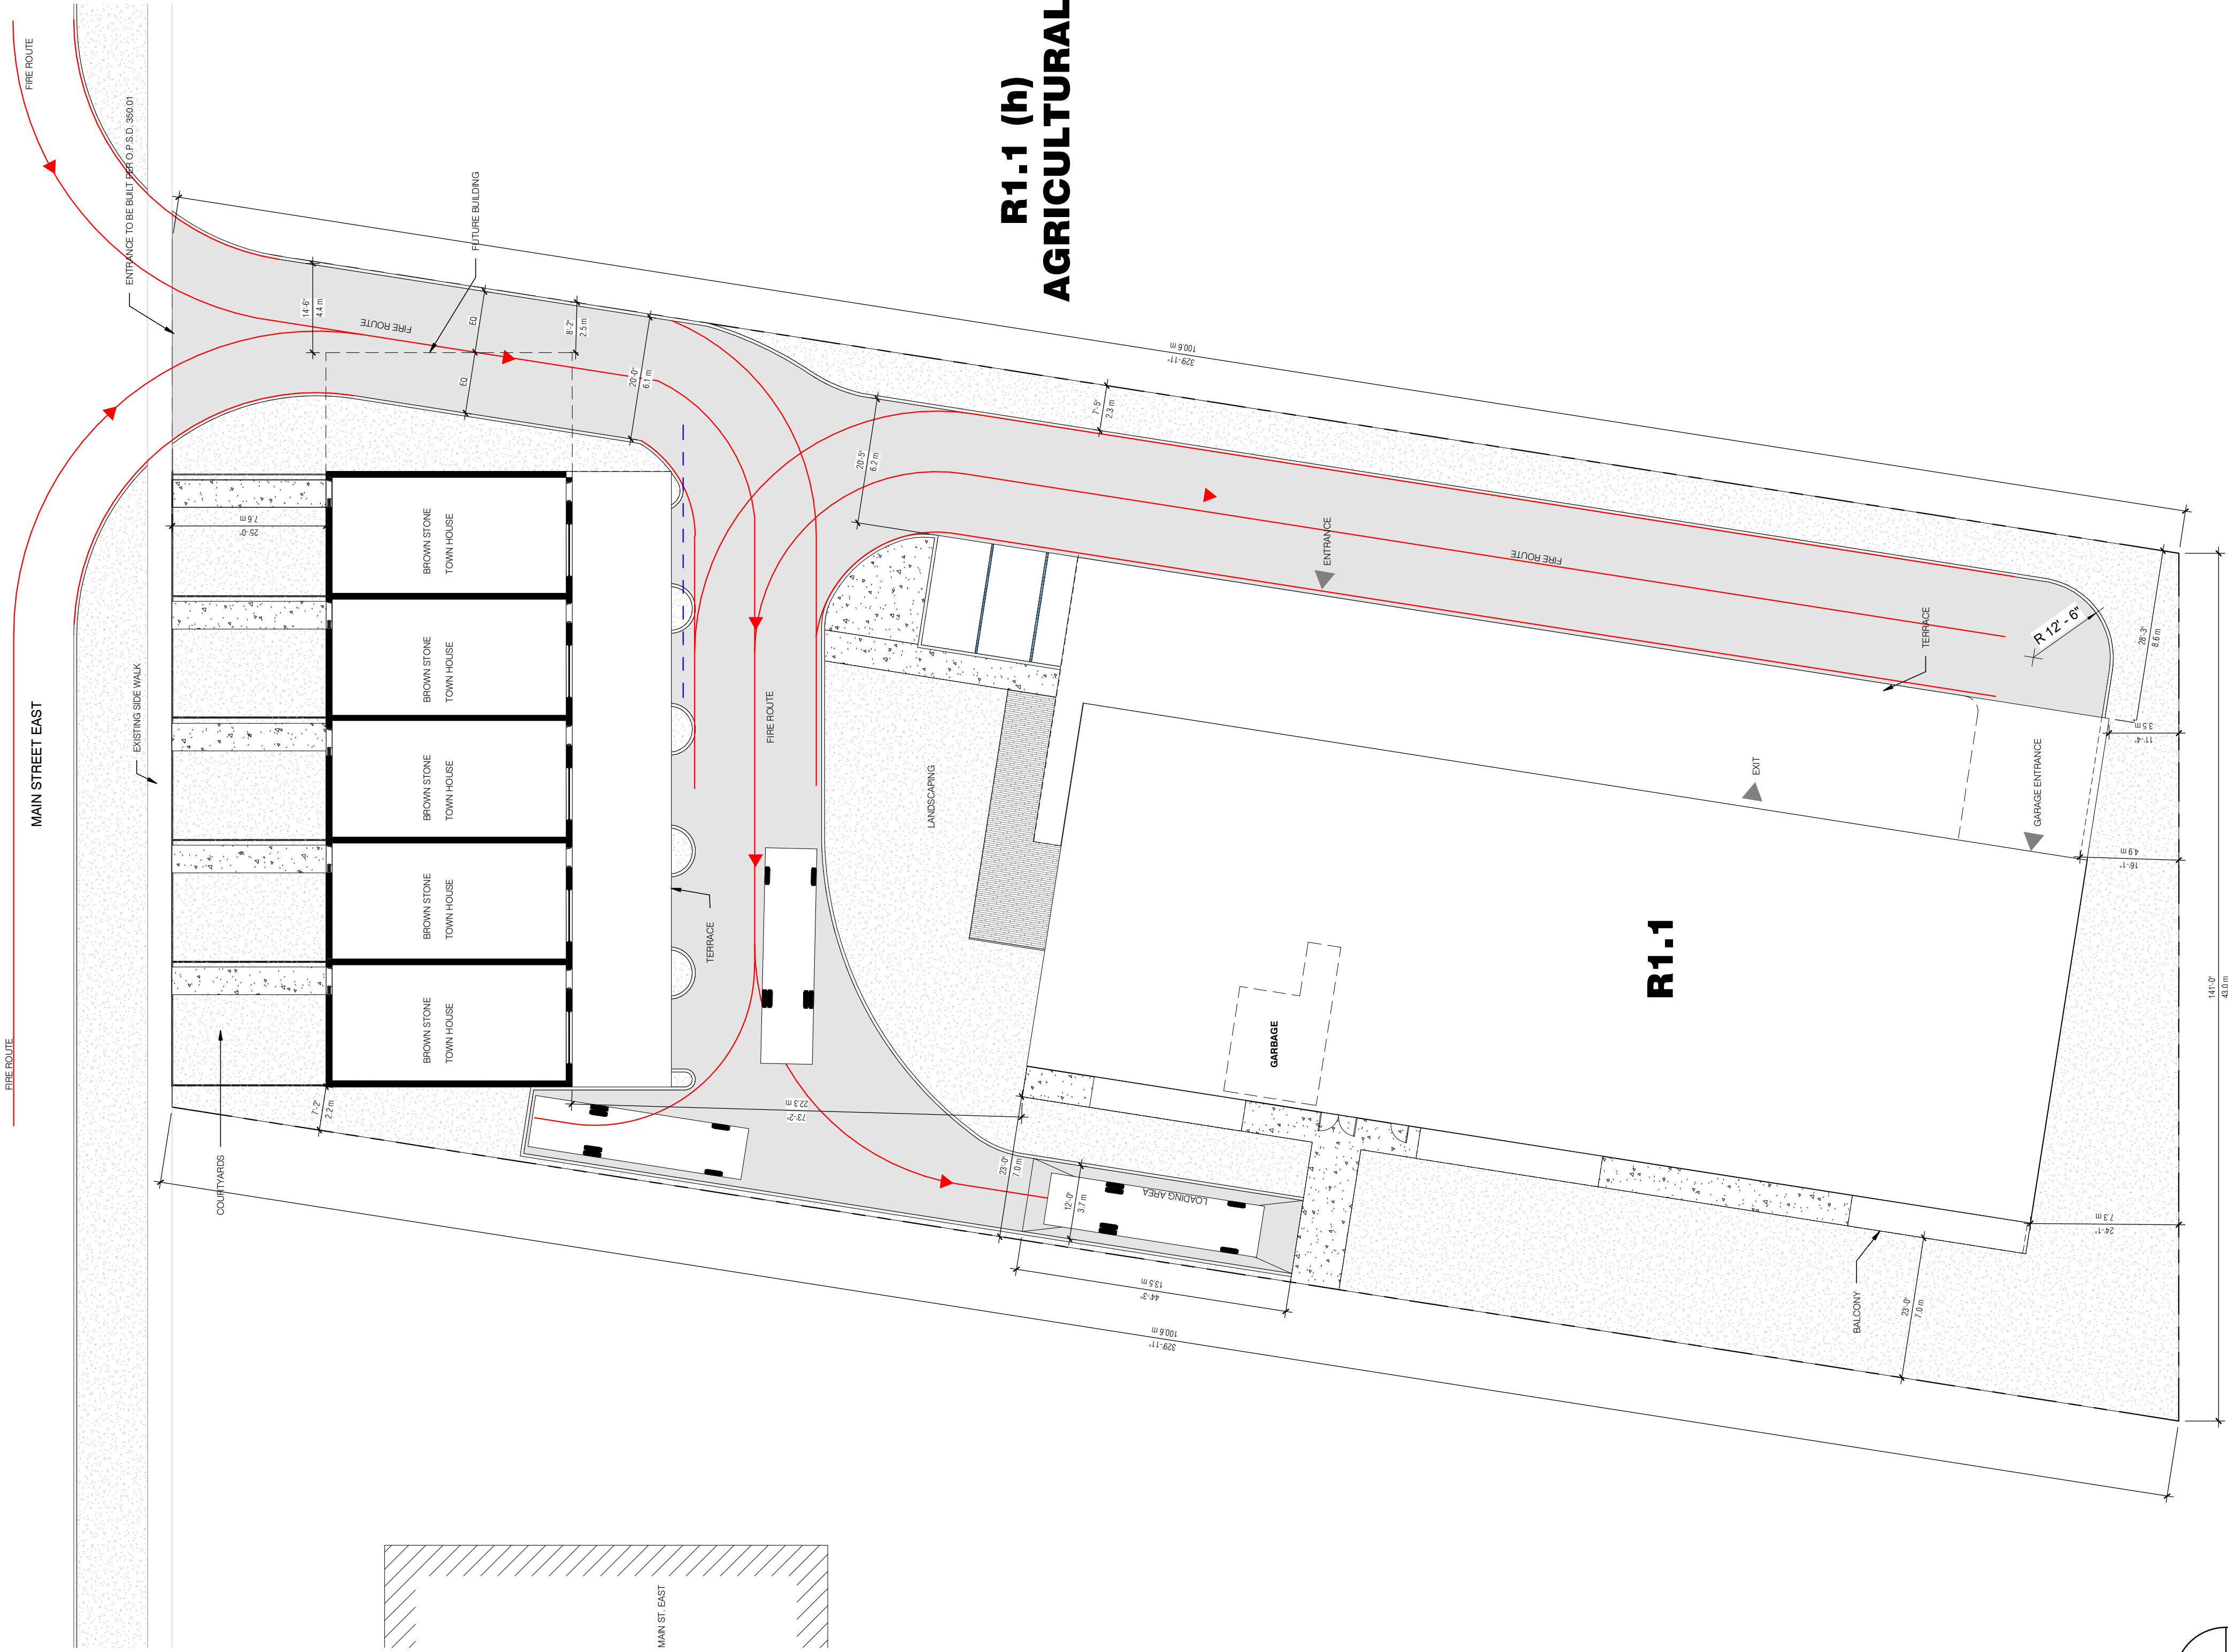 FIRE ROUTE
ENTRANCE TO BE BUILT PER O.P.S.D. 350.01
FUTURE BUILDING
R1.1 (h)
AGRICULTURAL
14'-6"
4.4 m
FIRE ROUTE
EQ
EQ
8'-2"
2.5 m
20'-0"
6.1 m
100.6 m
329'-11"
7'-5"
2.3 m
20'-5"
6.2 m
MAIN STREET EAST
FIRE ROUTE
EXISTING SIDE WALK
7.6 m
25'-0"
BROWN STONE
TOWN HOUSE
BROWN STONE
TOWN HOUSE
BROWN STONE
TOWN HOUSE
BROWN STONE
TOWN HOUSE
BROWN STONE
TOWN HOUSE
TERRACE
FIRE ROUTE
LANDSCAPING
ENTRANCE
FIRE ROUTE
TERRACE
R 12' - 6"
28'-3"
8.6 m
3.5 m
11'-4"
EXIT
GARAGE ENTRANCE
4.9 m
16'-1"
R1.1
GARBAGE
141'-0"
43.0 m
COURTYARDS
7'-2"
2.2 m
22.3 m
73'-2"
23'-0"
7.0 m
12'-0"
3.7 m
LOADING AREA
13.5 m
44'-3"
100.6 m
329'-11"
BALCONY
23'-0"
7.0 m
7.3 m
24'-1"
MAIN ST. EAST